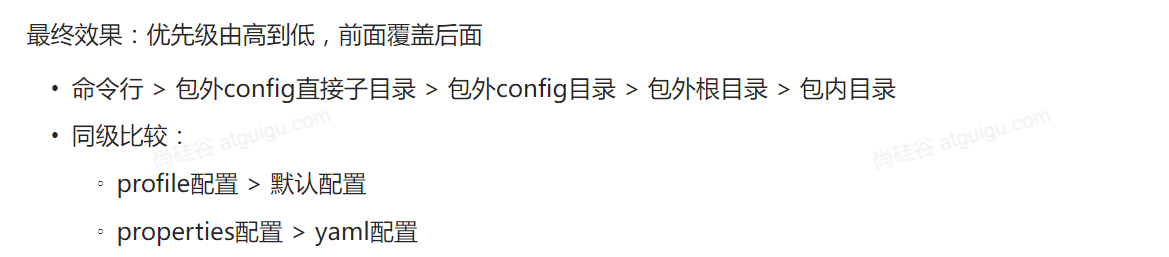 最终效果：优先级由高到低，前面覆盖后面
• 命令行 > 包外config直接子目录 > 包外config目录 > 包外根目录 > 包内目录
• 同级比较：
◦ profile配置 > 默认配置
◦ properties配置 > yaml配置
尚硅谷 atguigu.com
尚硅谷 atguigu.com